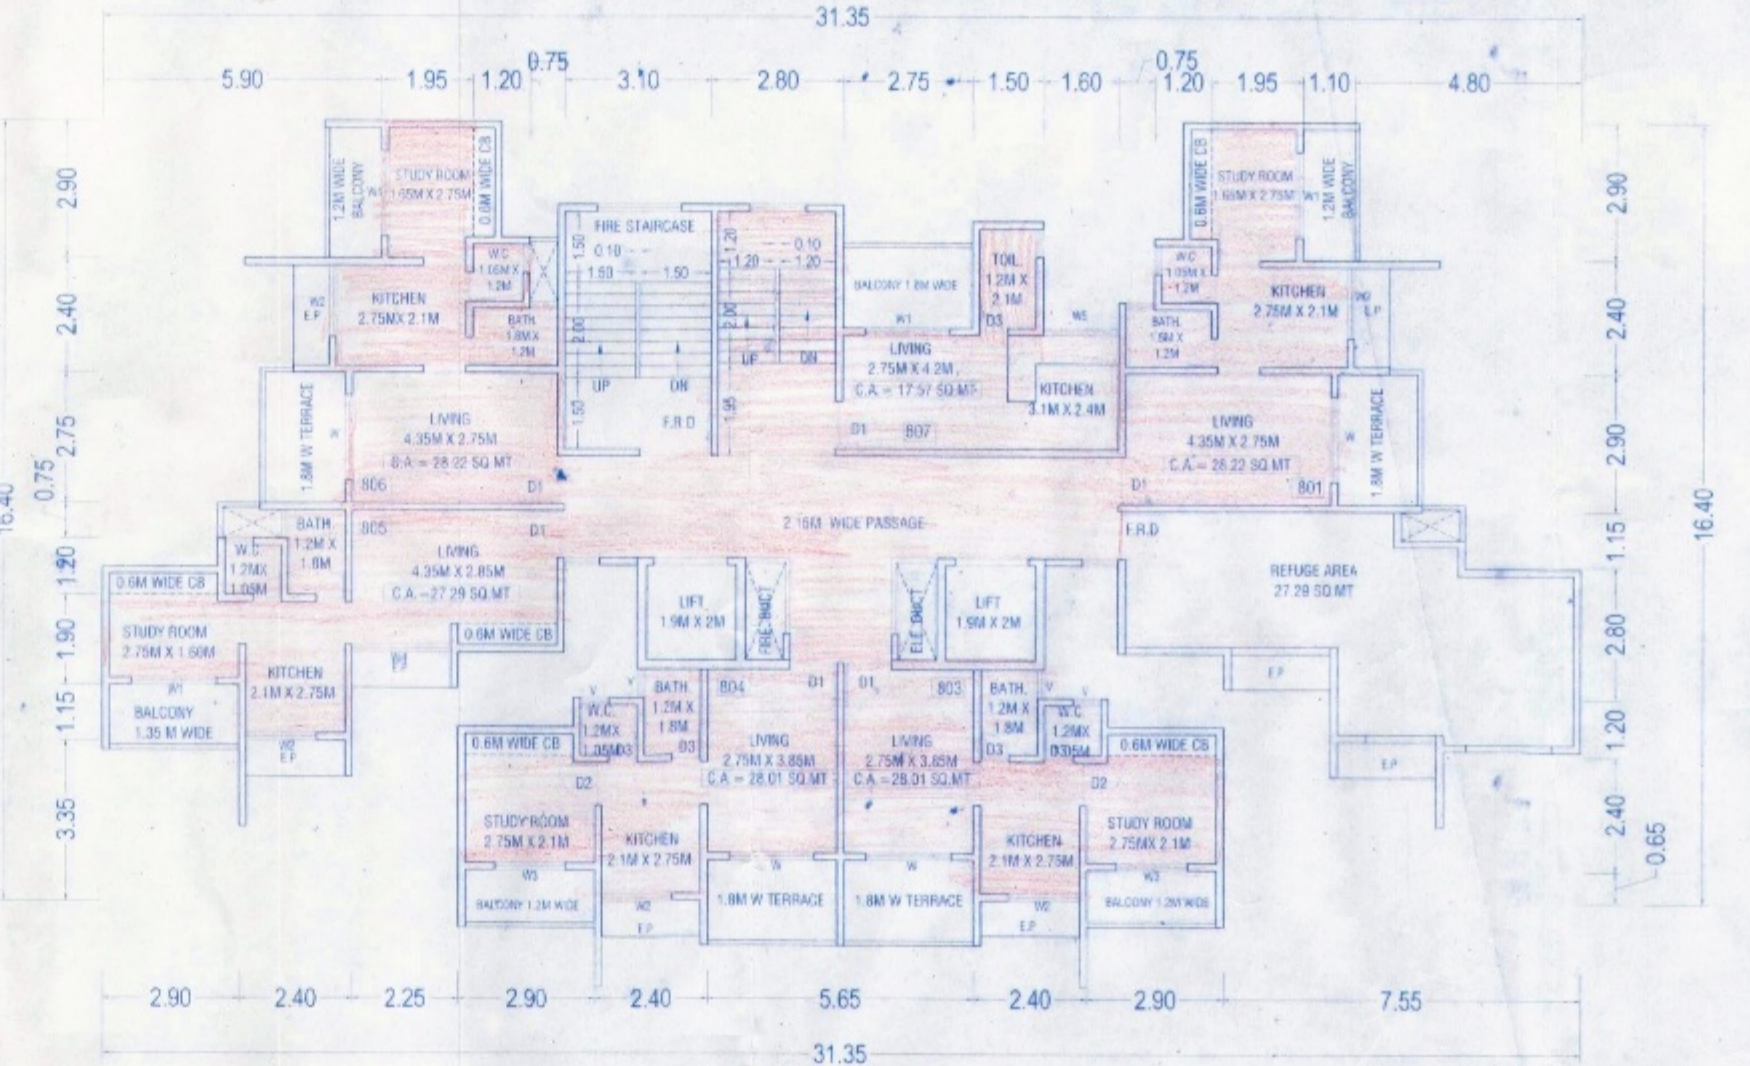 31.35
5.90 1.95 1.20 0.75 3.10 2.80 2.75 1.50 1.60 0.75 1.20 1.95 1.10 4.80
16.40
2.90
2.40
2.75
0.75
1.20
1.90
1.15
3.35
1.2M WIDE
BALCONY
W1
STUDY ROOM
1.65M X 2.75M
0.6M WIDE CB
W.C
1.05M X
1.2M
W2
E.P
KITCHEN
2.75MX 2.1M
BATH.
1.8M X
1.2M
1.8M W TERRACE
LIVING
4.35M X 2.75M
C.A = 28.22 SQ MT
806
D1
FIRE STAIRCASE
1.50
0.10
1.50 1.50
2.00
UP DN
1.50
F.R.D
1.20
0.10
1.20 1.20
2.00
UP DN
1.95
BALCONY 1.8M WIDE
W1
TOIL
1.2M X
2.1M
D3
W5
LIVING
2.75M X 4.2M
C.A = 17.57 SQ MT
KITCHEN
3.1M X 2.4M
D1 807
0.6M WIDE CB
STUDY ROOM
1.65M X 2.75M
W1
1.2M WIDE
BALCONY
W.C
1.05M X
1.2M
KITCHEN
2.75M X 2.1M
W2
E.P
BATH.
1.8M X
1.2M
LIVING
4.35M X 2.75M
C.A = 28.22 SQ MT
D1 801
W
1.8M W TERRACE
2.15M WIDE PASSAGE
805
D1
BATH.
1.2M X
1.8M
W.C.
1.2MX
1.05M
LIVING
4.35M X 2.85M
C.A =27.29 SQ.MT
0.6M WIDE CB
0.6M WIDE CB
STUDY ROOM
KITCHEN
2.1M X 2.75M
E.P
W1
BALCONY
1.35 M WIDE
W2
E.P
LIFT
1.9M X 2M
FIRE DUCT
ELE. DUCT
LIFT
1.9M X 2M
F.R.D
REFUGE AREA
27.29 SQ.MT
E.P
E.P
V
W.C.
1.2MX
1.05M
D3
BATH.
1.2M X
1.8M
D3
804 D1
0.6M WIDE CB
D2
LIVING
C.A = 28.01 SQ.MT
STUDY ROOM
2.75M X 2.1M
KITCHEN
2.1M X 2.75M
W3
BALCONY 1.2M WIDE
W2
E.P
W
1.8M W TERRACE
D1 803
BATH.
1.2M X
1.8M
D3
V V
W.C
1.2MX
1.05M
D3
0.6M WIDE CB
LIVING
C.A = 28.01 SQ.MT
D2
KITCHEN
2.1M X 2.75M
STUDY ROOM
2.75MX 2.1M
W
1.8M W TERRACE
W2
E.P
W3
BALCONY 1.2M WIDE
2.90
2.40
2.90
1.15
2.80
1.20
2.40
0.65
16.40
2.90 2.40 2.25 2.90 2.40 5.65 2.40 2.90 7.55
31.35